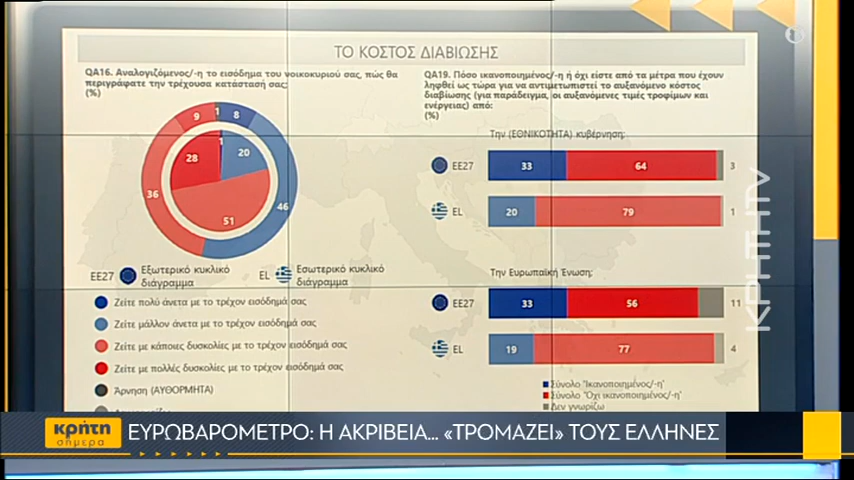 ΤΟ ΚΟΣΤΟΣ ΔΙΑΒΙΩΣΗΣ
QA16. Αναλογιζόμενος/-η το εισόδημα του νοικοκυριού σας, πώς θα
περιγράφατε την τρέχουσα κατάστασή σας;
(%)
1
8
9
1
20
28
36
46
51
ΕΕ27
Εξωτερικό κυκλικό
διάγραμμα
EL
Εσωτερικό κυκλικό
διάγραμμα
Ζείτε πολύ άνετα με το τρέχον εισόδημά σας
Ζείτε μάλλον άνετα με το τρέχον εισόδημά σας
Ζείτε με κάποιες δυσκολίες με το τρέχον εισόδημά σας
Ζείτε με πολλές δυσκολίες με το τρέχον εισόδημά σας
Άρνηση (ΑΥΘΟΡΜΗΤΑ)
QA19. Πόσο ικανοποιημένος/-η ή όχι είστε από τα μέτρα που έχουν
ληφθεί ως τώρα για να αντιμετωπιστεί το αυξανόμενο κόστος
διαβίωσης (για παράδειγμα, οι αυξανόμενες τιμές τροφίμων και
ενέργειας) από:
(%)
Την (ΕΘΝΙΚΟΤΗΤΑ) κυβέρνηση;
ΕΕ27 33 64 3
EL 20 79 1
Την Ευρωπαϊκή Ένωση;
ΕΕ27 33 56 11
EL 19 77 4
Σύνολο 'Ικανοποιημένος/-η'
Σύνολο 'Όχι ικανοποιημένος/-η'
Δεν γνωρίζω
ΚΡΗΤΗTV
κρήτη
σήμερα
ΕΥΡΩΒΑΡΟΜΕΤΡΟ: Η ΑΚΡΙΒΕΙΑ... «ΤΡΟΜΑΖΕΙ» ΤΟΥΣ ΕΛΛΗΝΕΣ